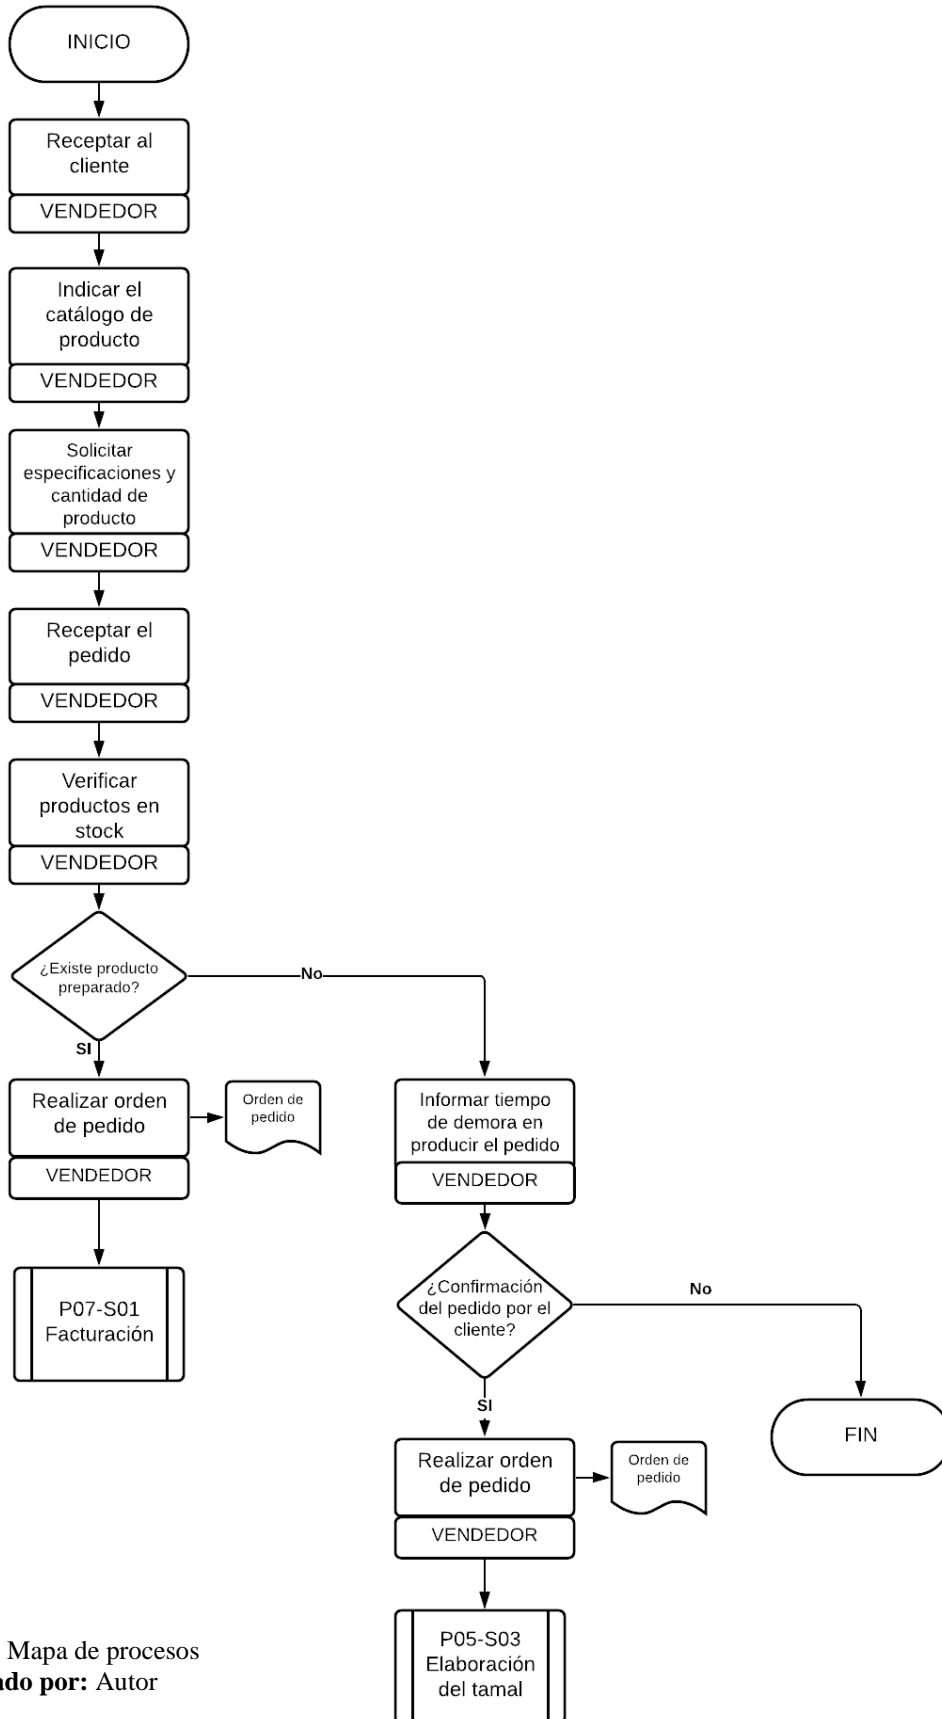 INICIO
Receptar al
cliente
VENDEDOR
Indicar el
catálogo de
producto
VENDEDOR
Solicitar
especificaciones y
cantidad de
producto
VENDEDOR
Receptar el
pedido
VENDEDOR
Verificar
productos en
stock
VENDEDOR
¿Existe producto
preparado?
No
SI
Realizar orden
de pedido
VENDEDOR
Orden de
pedido
P07-S01
Facturación
Informar tiempo
de demora en
producir el pedido
VENDEDOR
¿Confirmación
del pedido por el
cliente?
No
FIN
SI
Realizar orden
de pedido
VENDEDOR
Orden de
pedido
P05-S03
Elaboración
del tamal
Mapa de procesos
ado por: Autor